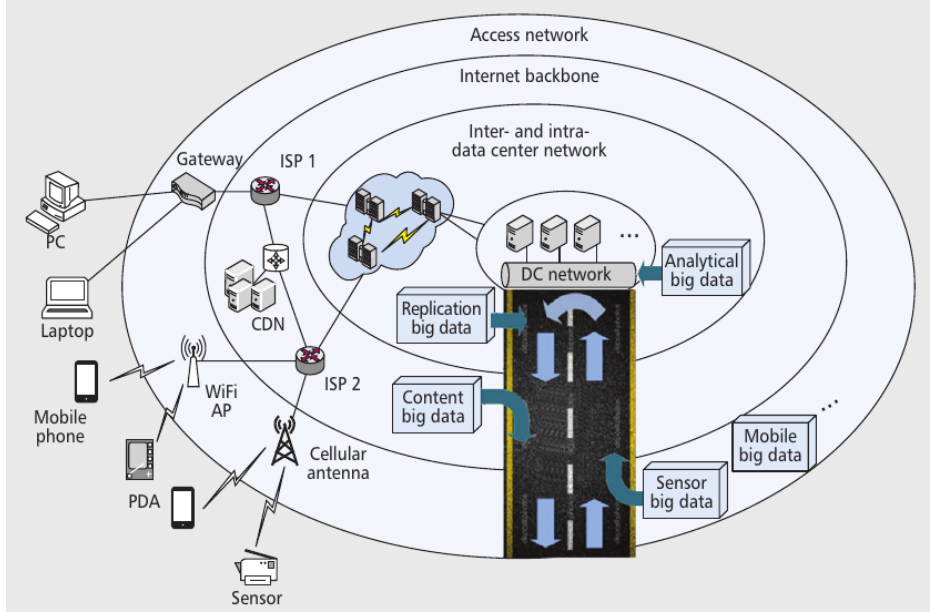 Access network
Internet backbone
Inter- and intra-
data center network
Gateway
ISP 1
PC
...
DC network
Analytical
big data
Laptop
CDN
Replication
big data
ISP 2
WiFi
AP
Mobile
phone
Content
big data
...
Mobile
big data
Cellular
antenna
PDA
Sensor
big data
Sensor